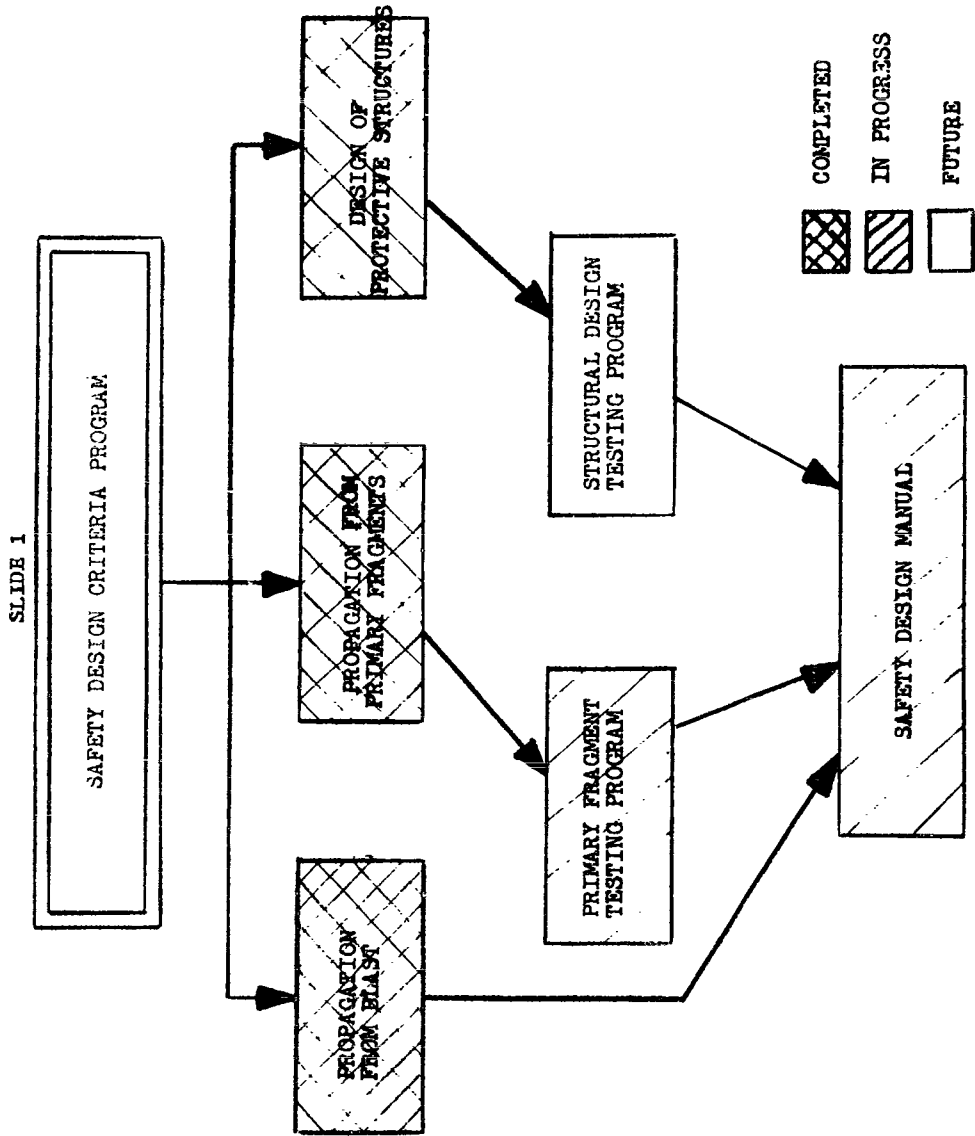 SLIDE 1
SAFETY DESIGN CRITERIA PROGRAM
PROPAGATION
FROM BLAST
PROPAGATION FROM
PRIMARY FRAGMENTS
DESIGN OF
PROTECTIVE STRUCTURES
PRIMARY FRAGMENT
TESTING PROGRAM
STRUCTURAL DESIGN
TESTING PROGRAM
SAFETY DESIGN MANUAL
COMPLETED
IN PROGRESS
FUTURE